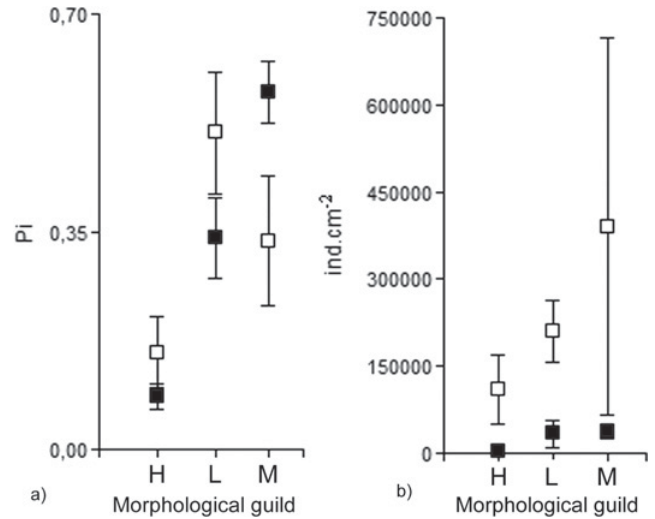 0,70
0,35
0,00
Pi
H L M
a)
Morphological guild
750000
600000
450000
300000
150000
0
ind.cm-2
H L M
b)
Morphological guild